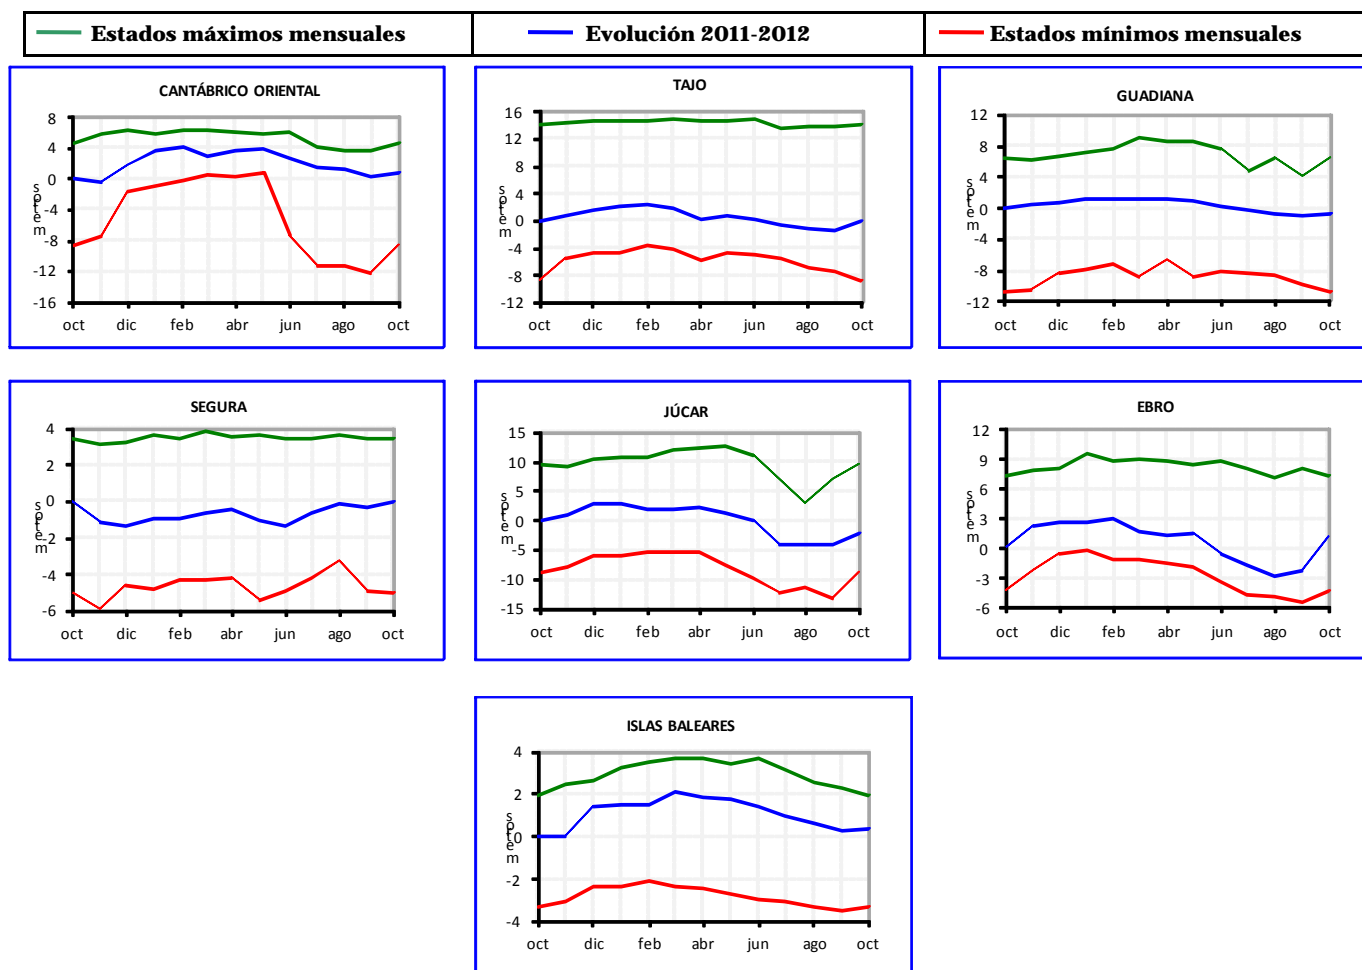 Estados máximos mensuales
Evolución 2011-2012
Estados mínimos mensuales
CANTÁBRICO ORIENTAL
8
4
0
-4
-8
-12
-16
metros
oct dic feb abr jun ago oct
TAJO
16
12
8
4
0
-4
-8
-12
metros
oct dic feb abr jun ago oct
GUADIANA
12
8
4
0
-4
-8
-12
metros
oct dic feb abr jun ago oct
SEGURA
4
2
0
-2
-4
-6
metros
oct dic feb abr jun ago oct
JÚCAR
15
10
5
0
-5
-10
-15
metros
oct dic feb abr jun ago oct
EBRO
12
9
6
3
0
-3
-6
metros
oct dic feb abr jun ago oct
ISLAS BALEARES
4
2
0
-2
-4
metros
oct dic feb abr jun ago oct